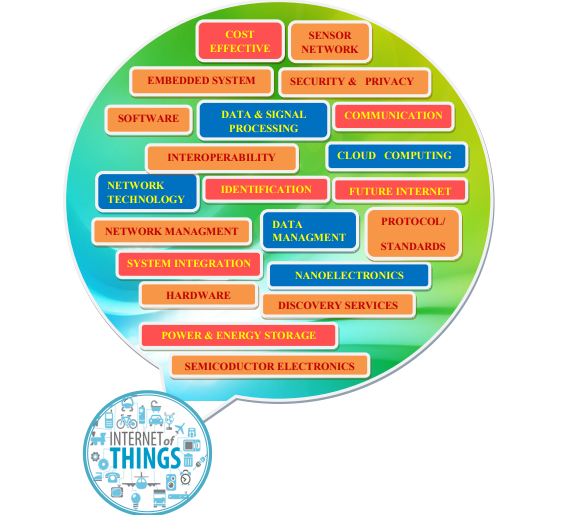 COST
EFFECTIVE
SENSOR
NETWORK
EMBEDDED SYSTEM
SECURITY & PRIVACY
SOFTWARE
DATA & SIGNAL
PROCESSING
COMMUNICATION
INTEROPERABILITY
CLOUD COMPUTING
NETWORK
TECHNOLOGY
IDENTIFICATION
FUTURE INTERNET
NETWORK MANAGMENT
DATA
MANAGMENT
PROTOCOL/
STANDARDS
SYSTEM INTEGRATION
NANOELECTRONICS
HARDWARE
DISCOVERY SERVICES
POWER & ENERGY STORAGE
SEMICODUCTOR ELECTRONICS
INTERNET of
THINGS